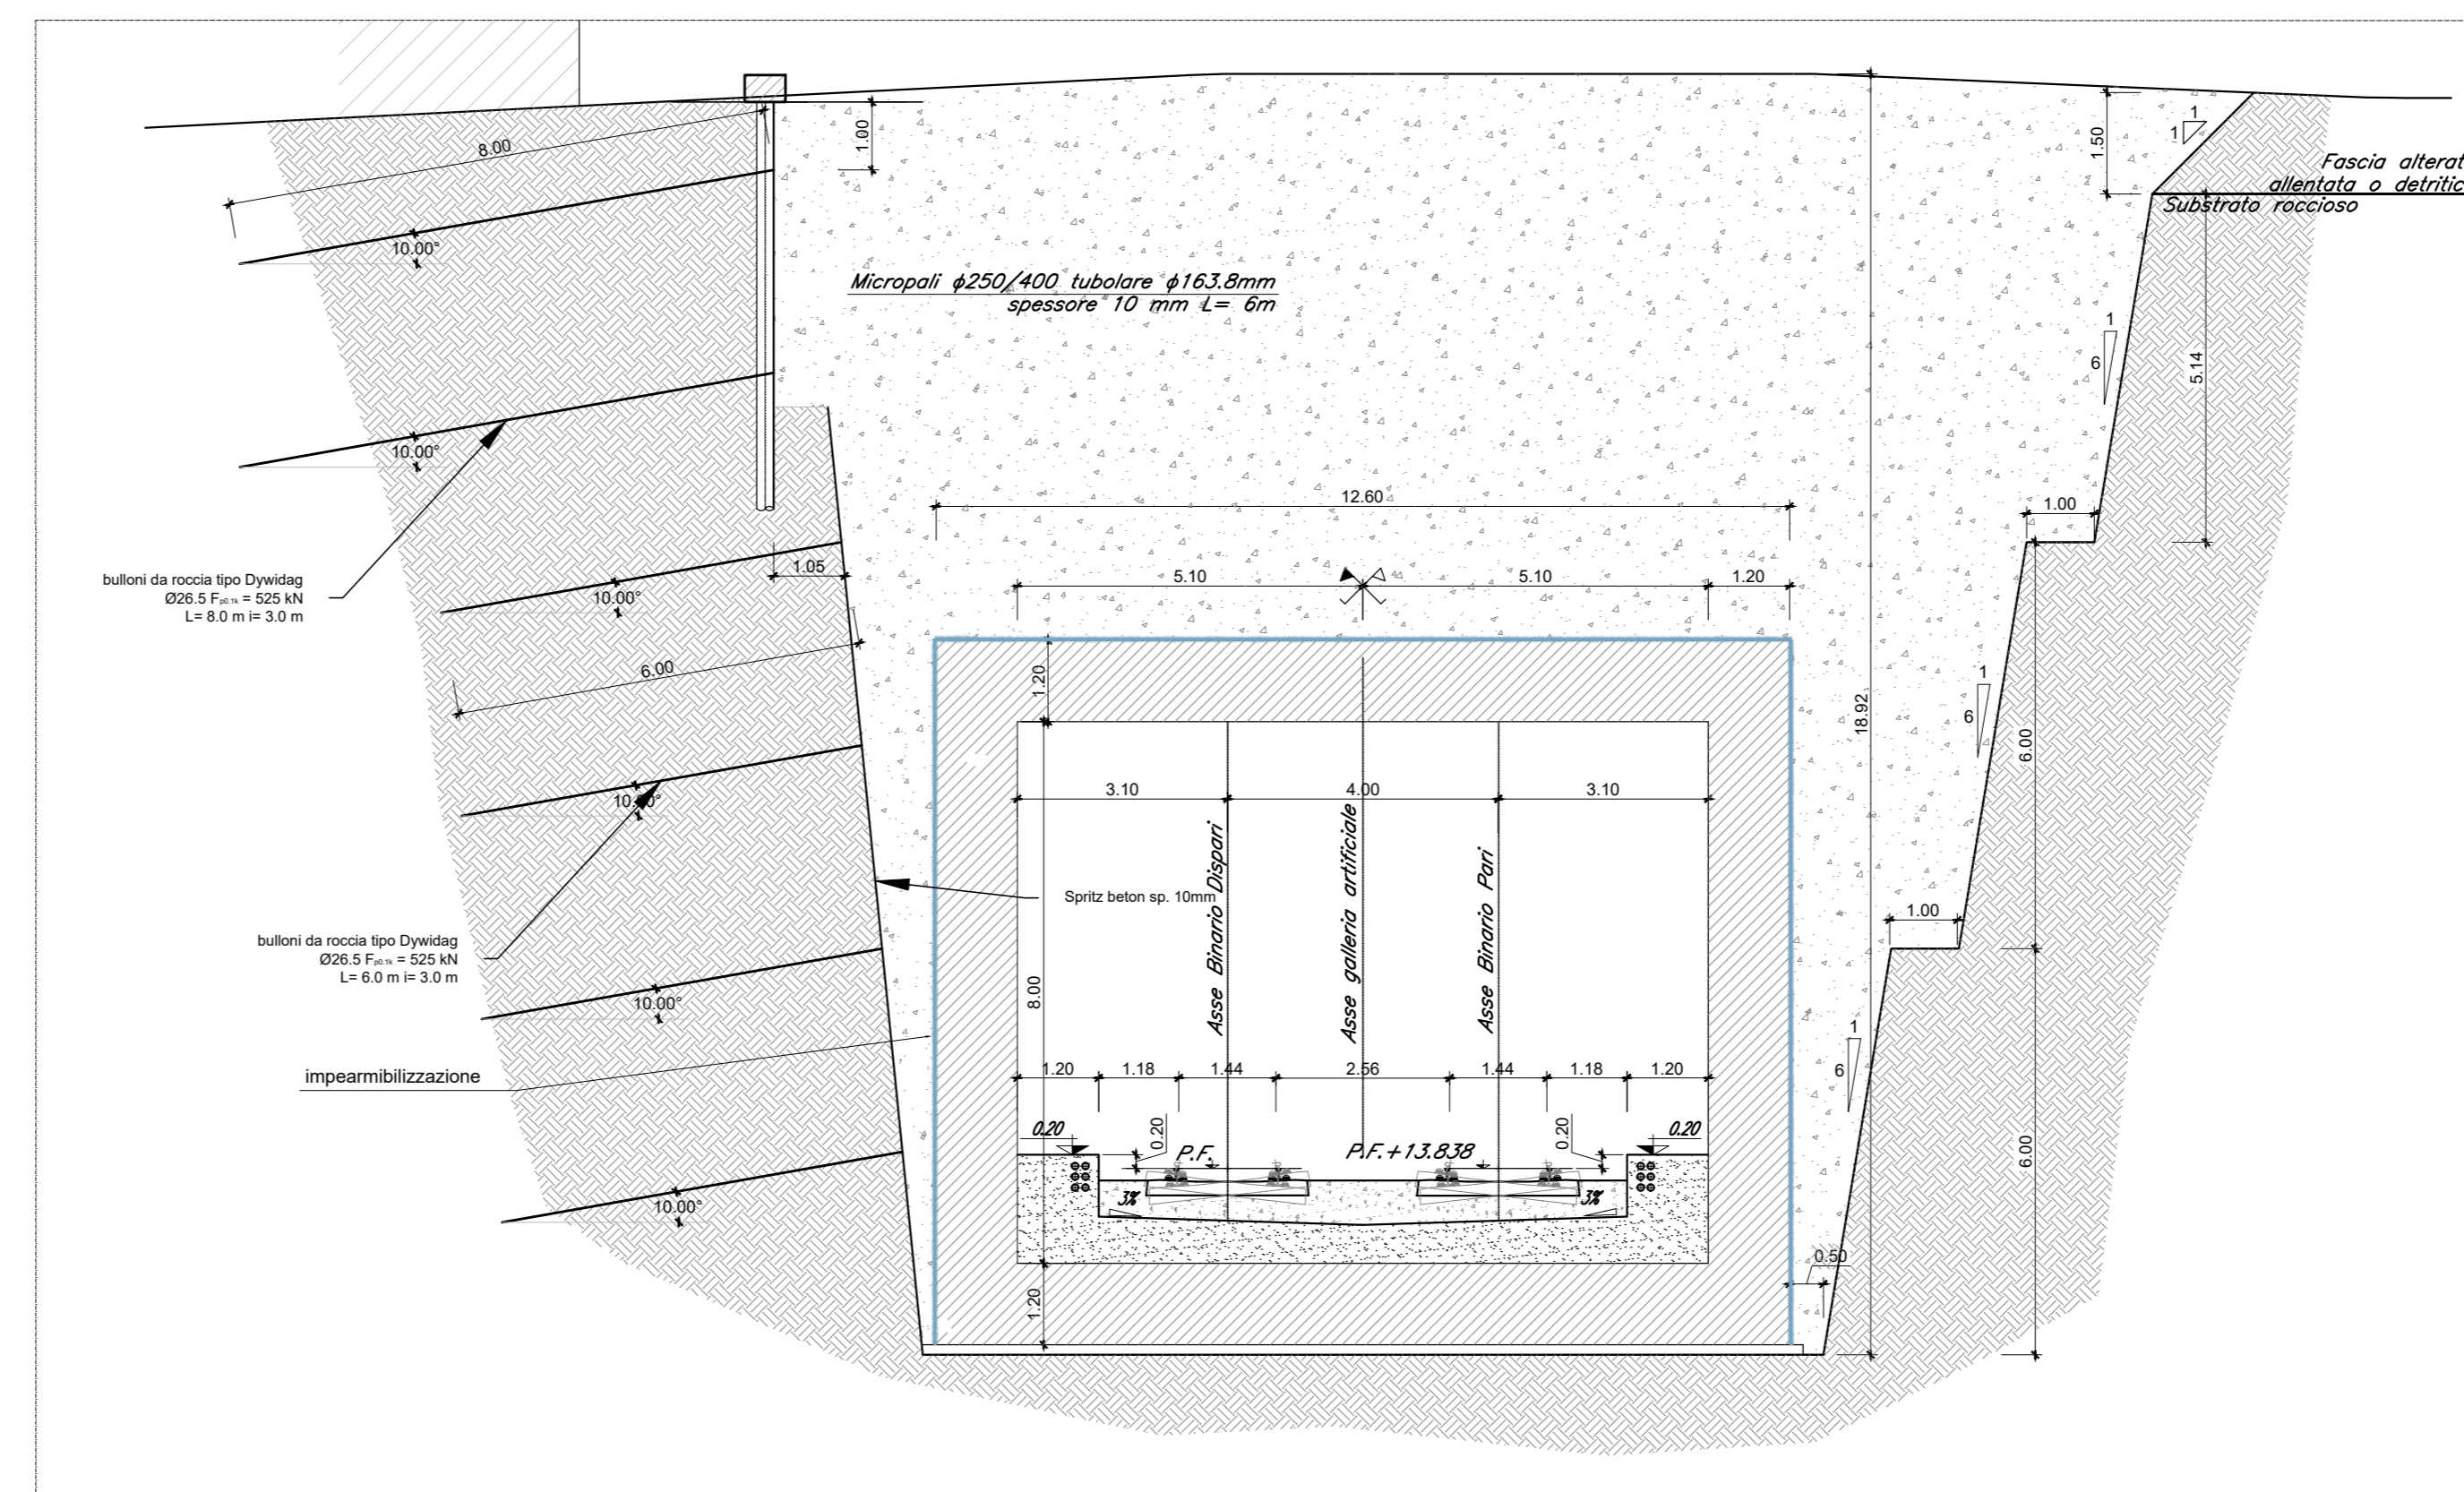 8.00
1.00
1.50
1
1
Fascia alterat
allentata o detritic
Substrato roccioso
10.00°
Micropali ϕ250/400 tubolare ϕ163.8mm
spessore 10 mm L= 6m
1
6
5.14
10.00°
12.60
1.00
bulloni da roccia tipo Dywidag
Ø26.5 Fp0.1k = 525 kN
L= 8.0 m i= 3.0 m
10.00°
1.05
5.10
5.10
1.20
6.00
1.20
18.92
1
6
6.00
10.00°
3.10
4.00
3.10
Asse Binario Dispari
Asse galleria artificiale
Asse Binario Pari
Spritz beton sp. 10mm
1.00
bulloni da roccia tipo Dywidag
Ø26.5 Fp0.1k = 525 kN
L= 6.0 m i= 3.0 m
10.00°
8.00
impearmibilizzazione
1.20
1.18
1.44
2.56
1.44
1.18
1.20
1
6
6.00
0.20
0.20
P.F.
P.F.+13.838
0.20
0.20
3%
3%
10.00°
0.50
1.20